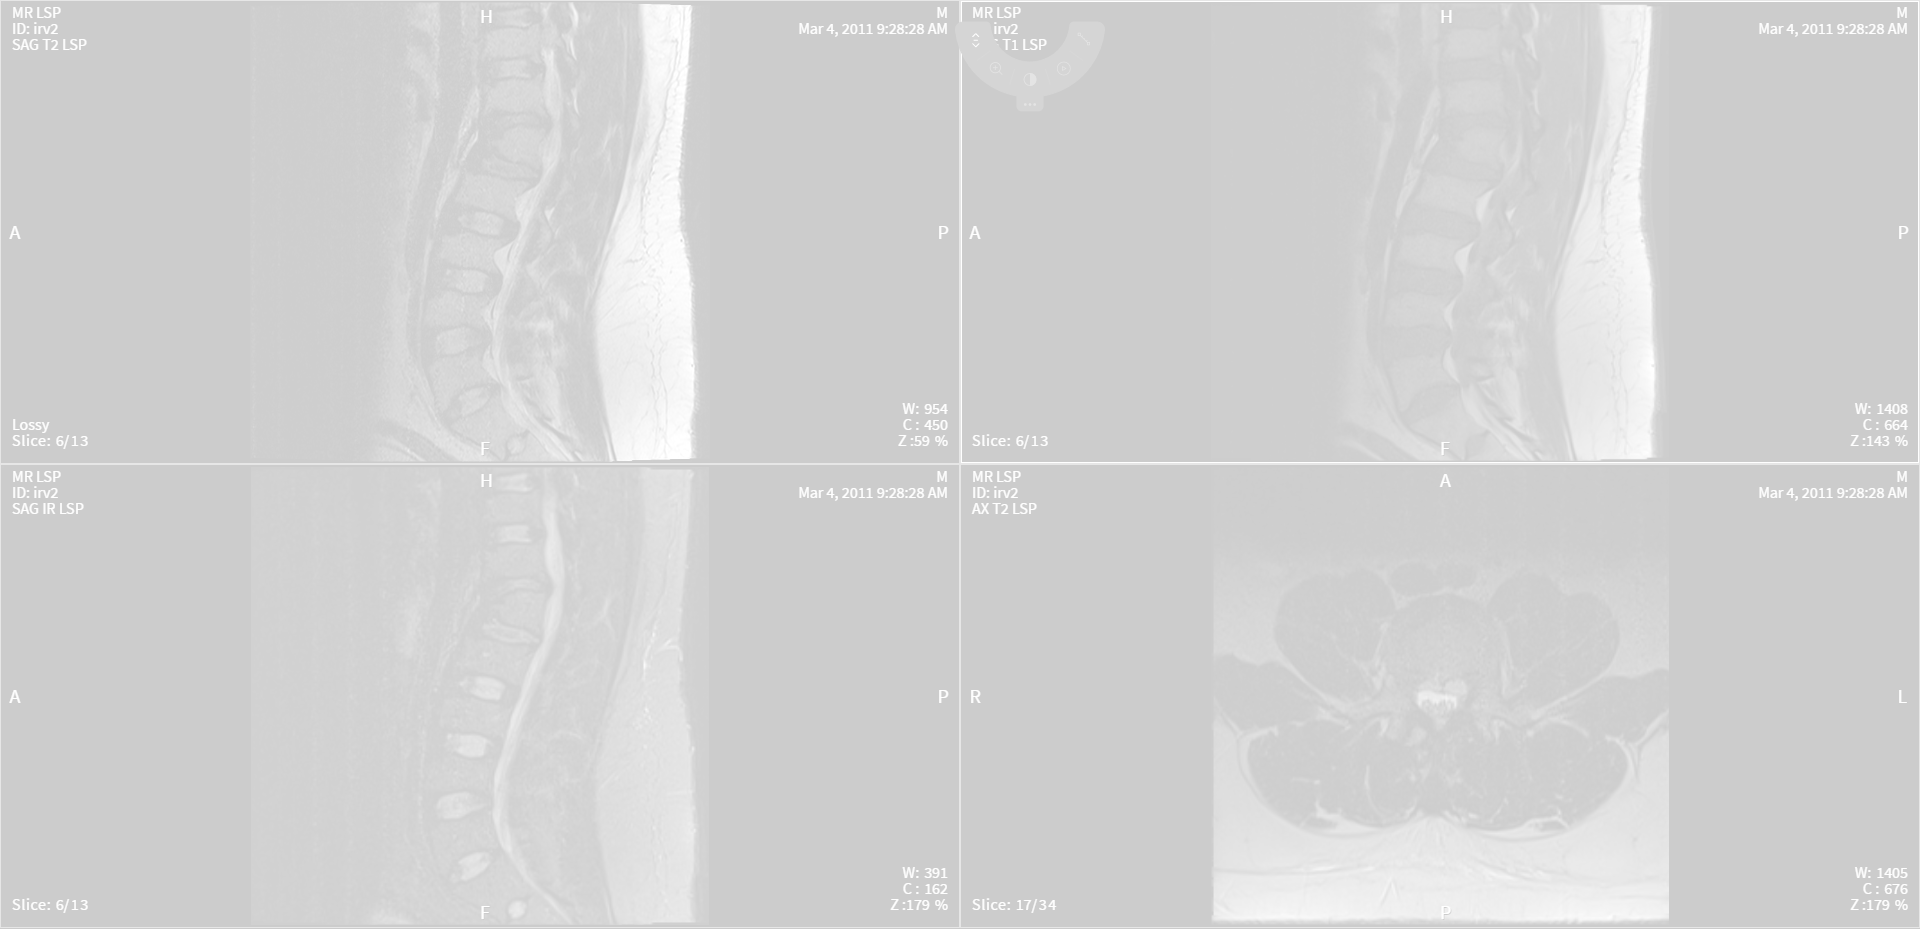 MR LSP
ID: irv2
SAG T2 LSP
H
M
Mar 4, 2011 9:28:28 AM
A
P
Lossy
Slice: 6/13
F
W: 954
C : 450
Z :59 %
MR LSP
irv2
T1 LSP
H
M
Mar 4, 2011 9:28:28 AM
A
P
Slice: 6/13
F
W: 1408
C : 664
Z :143 %
MR LSP
ID: irv2
SAG IR LSP
H
M
Mar 4, 2011 9:28:28 AM
A
P
Slice: 6/13
F
W: 391
C : 162
Z :179 %
MR LSP
ID: irv2
AX T2 LSP
A
M
Mar 4, 2011 9:28:28 AM
R
L
Slice: 17/34
P
W: 1405
C : 676
Z :179 %